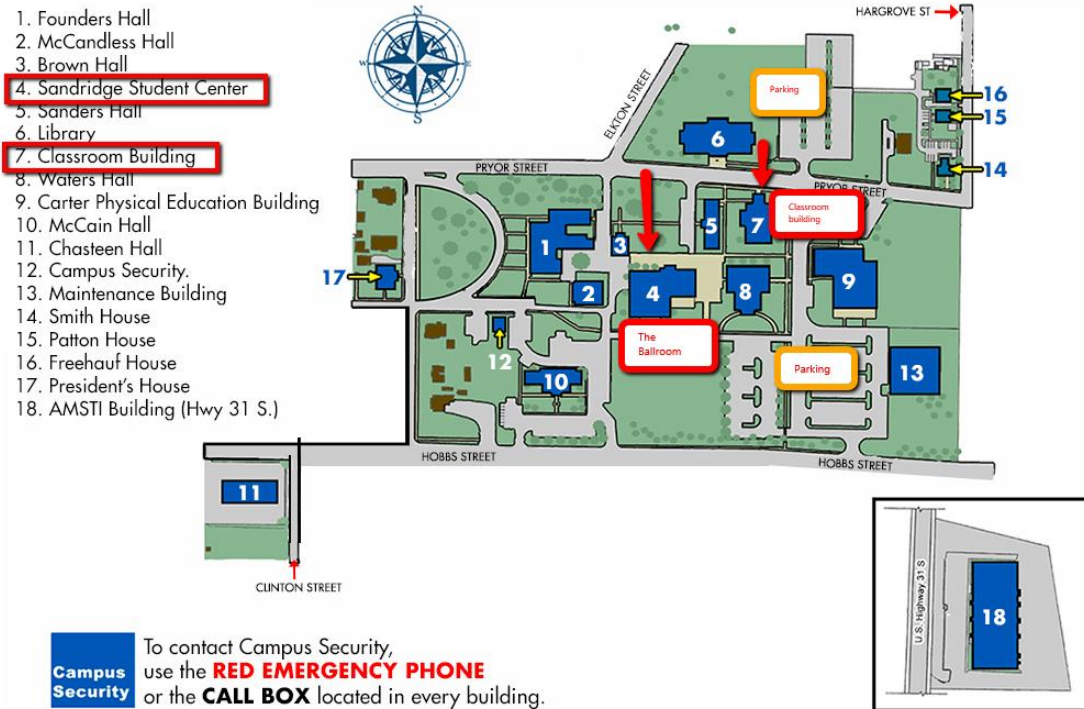 1. Founders Hall
2. McCandless Hall
3. Brown Hall
4. Sandridge Student Center
5. Sanders Hall
6. Library
7. Classroom Building
8. Waters Hall
9. Carter Physical Education Building
10. McCain Hall
11. Chasteen Hall
12. Campus Security.
13. Maintenance Building
14. Smith House
15. Patton House
16. Freehauf House
17. President's House
18. AMSTI Building (Hwy 31 S.)
N
W
E
S
HARGROVE ST
ELKTON STREET
Parking
16
15
6
PRYOR STREET
14
PRYOR STREET
Classroom
building
1
3
5
7
17
2
4
8
9
12
The
Ballroom
10
Parking
13
HOBBS STREET
HOBBS STREET
11
CLINTON STREET
U.S. Highway 31 S
18
Campus
Security
To contact Campus Security,
use the RED EMERGENCY PHONE
or the CALL BOX located in every building.